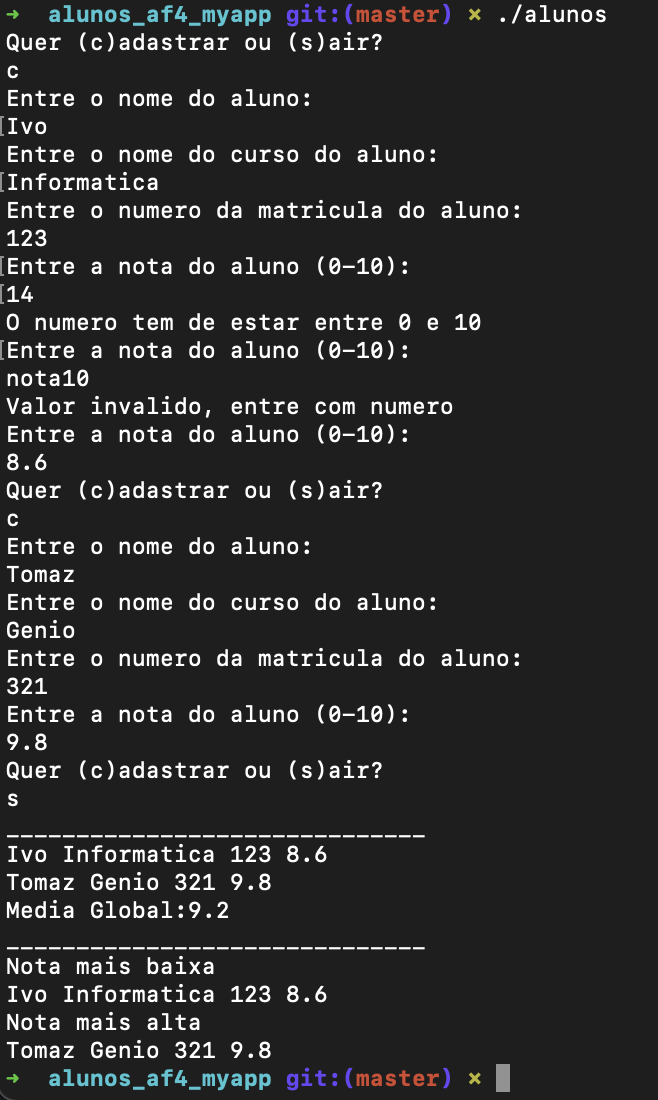 ➜  alunos_af4_myapp git:(master) ✗ ./alunos
Quer (c)adastrar ou (s)air?
c
Entre o nome do aluno:
[Ivo
Entre o nome do curso do aluno:
[Informatica
Entre o numero da matricula do aluno:
123
[Entre a nota do aluno (0-10):
[14
O numero tem de estar entre 0 e 10
[Entre a nota do aluno (0-10):
nota10
Valor invalido, entre com numero
Entre a nota do aluno (0-10):
8.6
Quer (c)adastrar ou (s)air?
c
Entre o nome do aluno:
Tomaz
Entre o nome do curso do aluno:
Genio
Entre o numero da matricula do aluno:
321
Entre a nota do aluno (0-10):
9.8
Quer (c)adastrar ou (s)air?
s
______________________________
Ivo Informatica 123 8.6
Tomaz Genio 321 9.8
Media Global:9.2
______________________________
Nota mais baixa
Ivo Informatica 123 8.6
Nota mais alta
Tomaz Genio 321 9.8
➜  alunos_af4_myapp git:(master) ✗